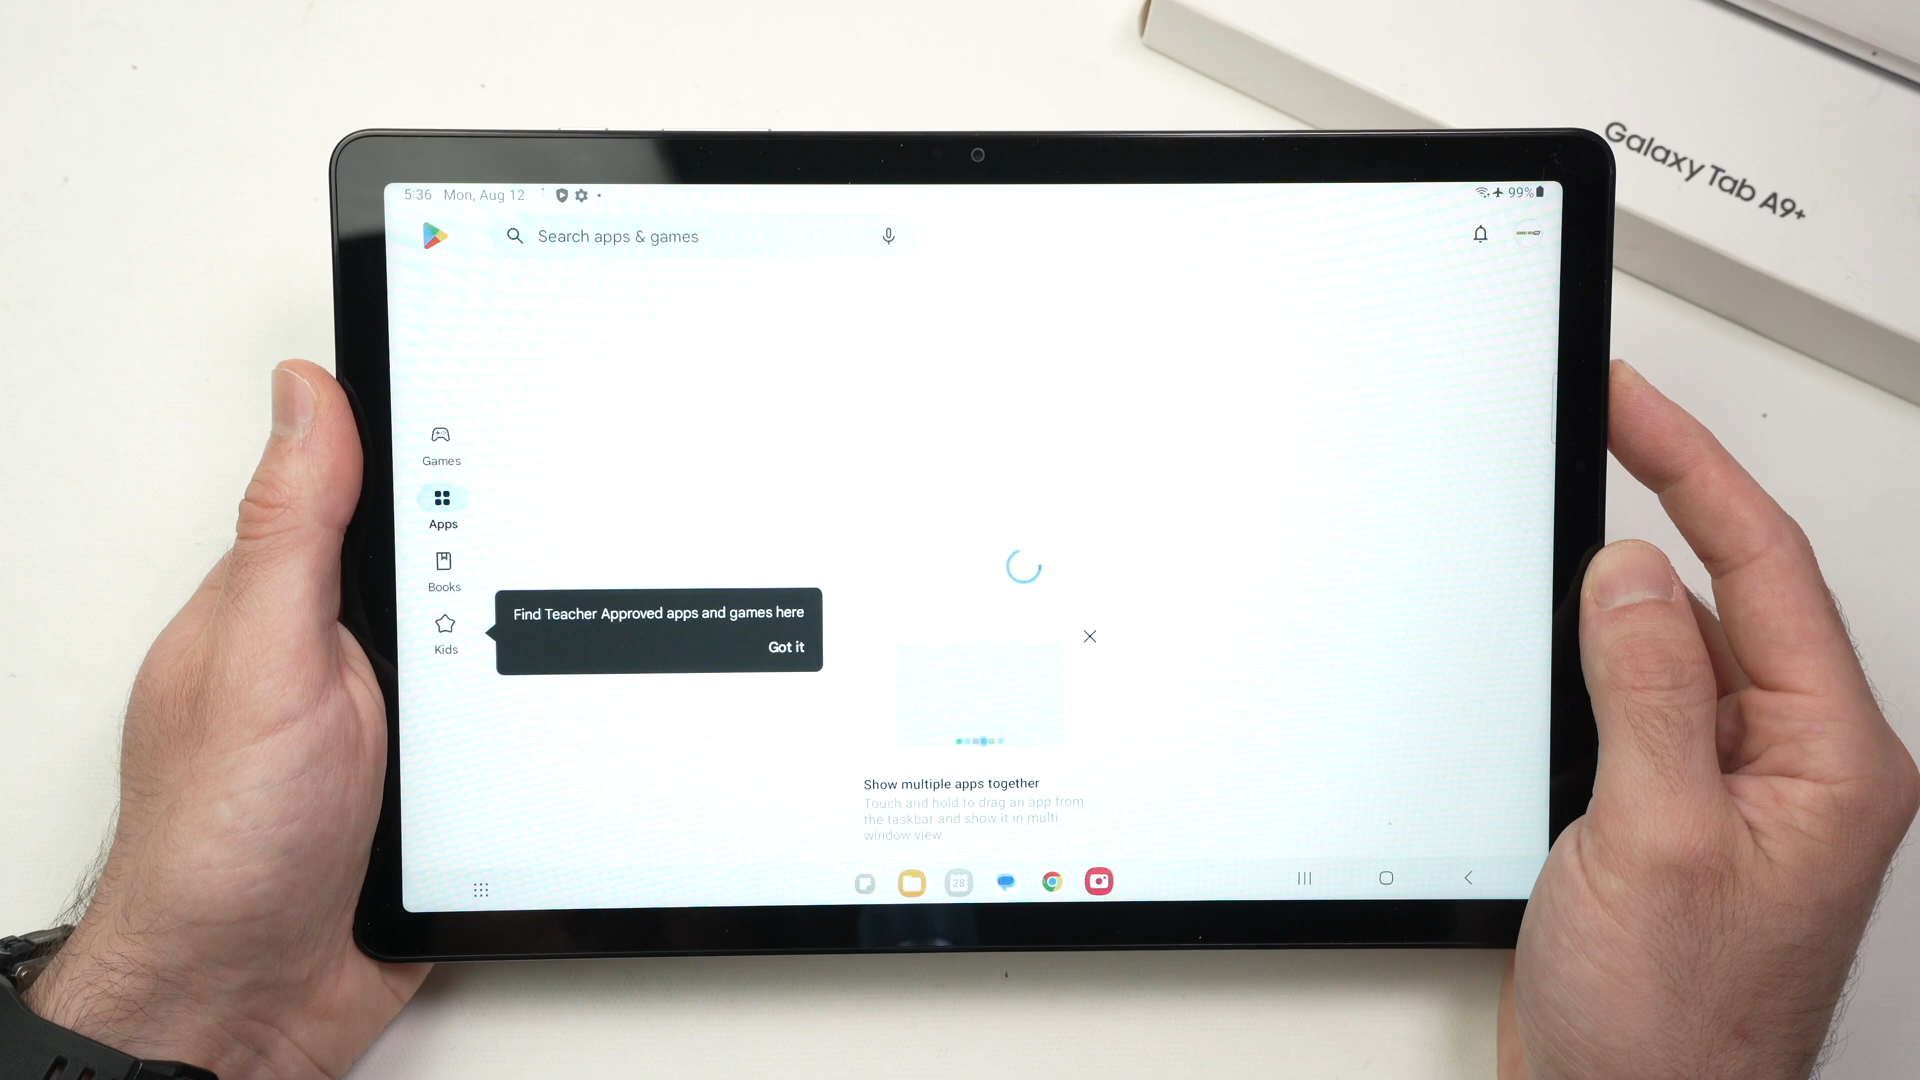 Galaxy Tab A9+
5:36 Mon, Aug 12
99%
Search apps & games
Games
Apps
Books
Kids
Find Teacher Approved apps and games here
Got it
Show multiple apps together
Touch and hold to drag an app from
the taskbar and show it in multi
window view.
28